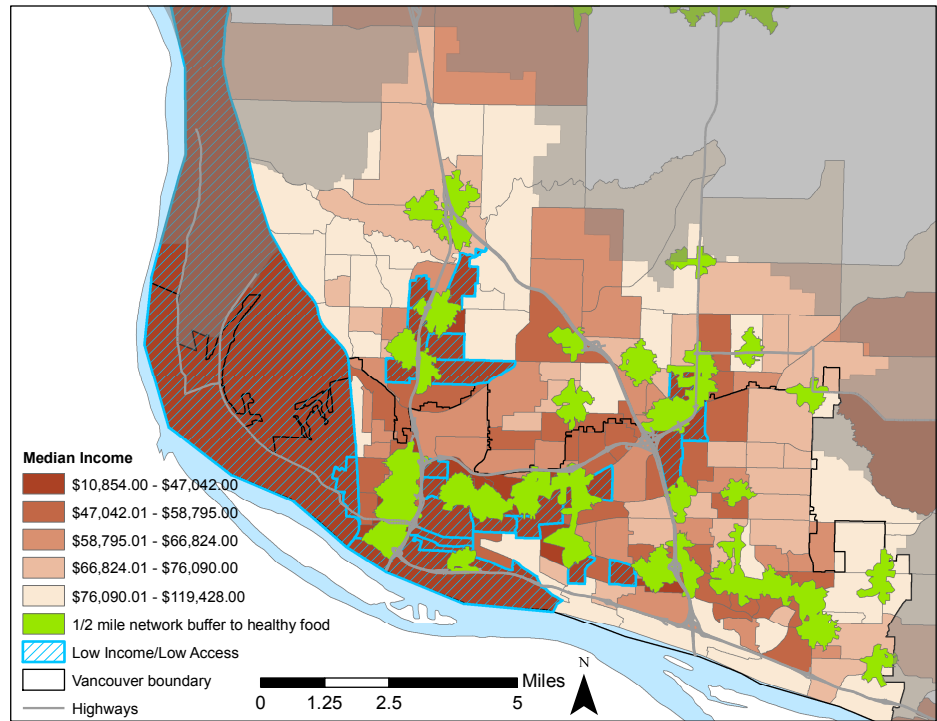 Median Income
$10,854.00 - $47,042.00
$47,042.01 - $58,795.00
$58,795.01 - $66,824.00
$66,824.01 - $76,090.00
$76,090.01 - $119,428.00
1/2 mile network buffer to healthy food
Low Income/Low Access
Vancouver boundary
Highways
N
Miles
0 1.25 2.5 5